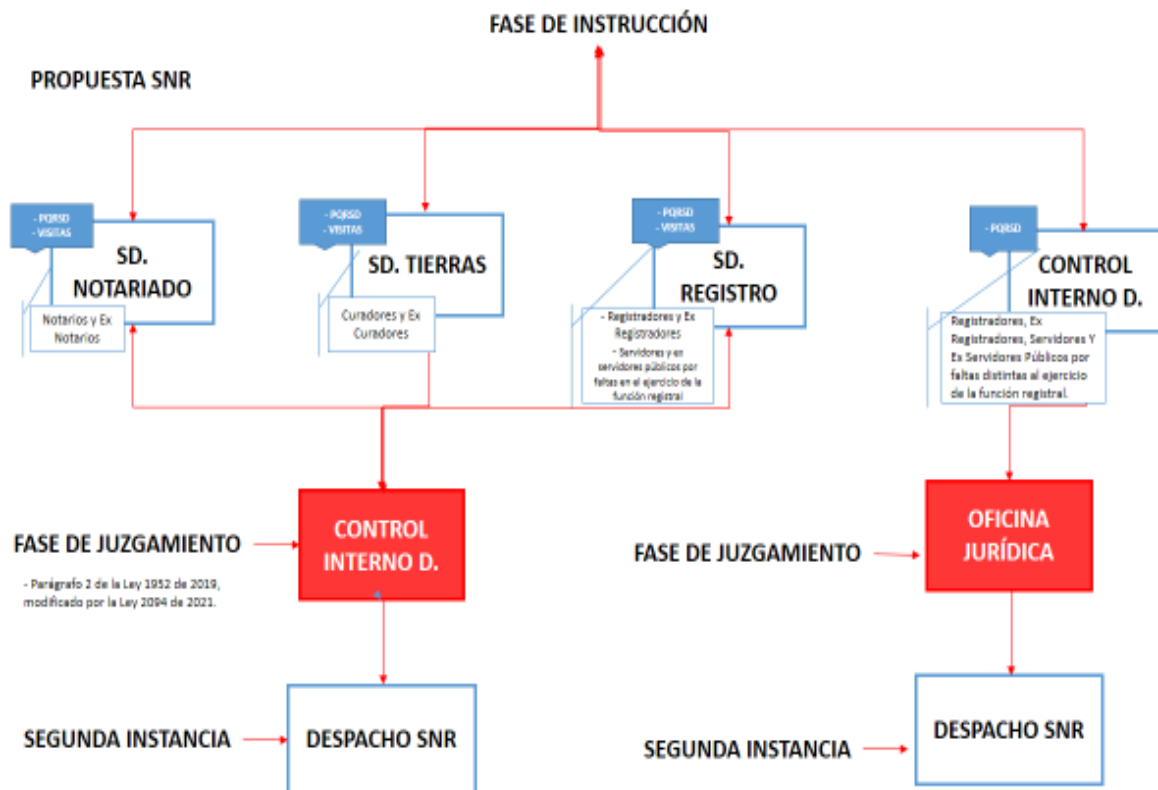 FASE DE INSTRUCCIÓN
PROPUESTA SNR
- PQRSD
- VISITAS
SD.
NOTARIADO
Notarios y Ex
Notarios
- PQRSD
- VISITAS
SD. TIERRAS
Curadores y Ex
Curadores
- PQRSD
- VISITAS
SD.
REGISTRO
- Registradores y Ex
Registradores
- Servidores y ex
servidores públicos por
faltas en el ejercicio de la
función registral
- PQRSD
CONTROL
INTERNO D.
Registradores, Ex
Registradores, Servidores Y
Ex Servidores Públicos por
faltas distintas al ejercicio
de la función registral.
FASE DE JUZGAMIENTO
- Parágrafo 2 de la Ley 1952 de 2019,
modificado por la Ley 2094 de 2021.
CONTROL
INTERNO D.
FASE DE JUZGAMIENTO
OFICINA
JURÍDICA
SEGUNDA INSTANCIA
DESPACHO SNR
SEGUNDA INSTANCIA
DESPACHO SNR